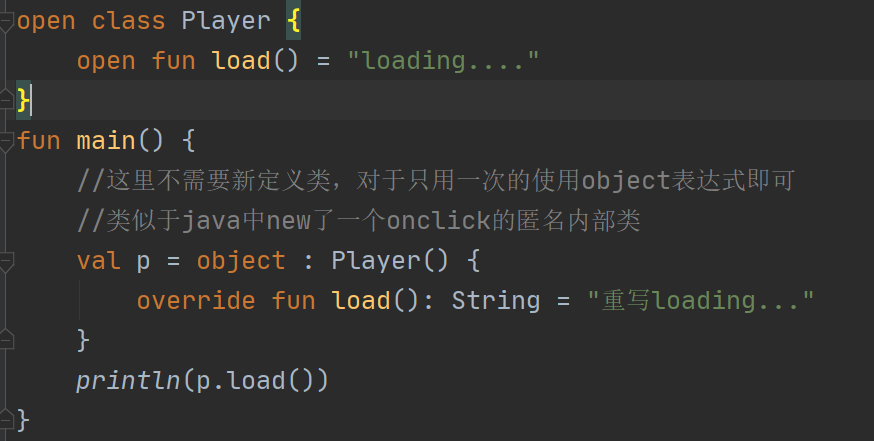 open class Player {
    open fun load() = "loading...."
}
fun main() {
    //这里不需要新定义类，对于只用一次的使用object表达式即可
    //类似于java中new了一个onclick的匿名内部类
    val p = object : Player() {
        override fun load(): String = "重写loading..."
    }
    println(p.load())
}